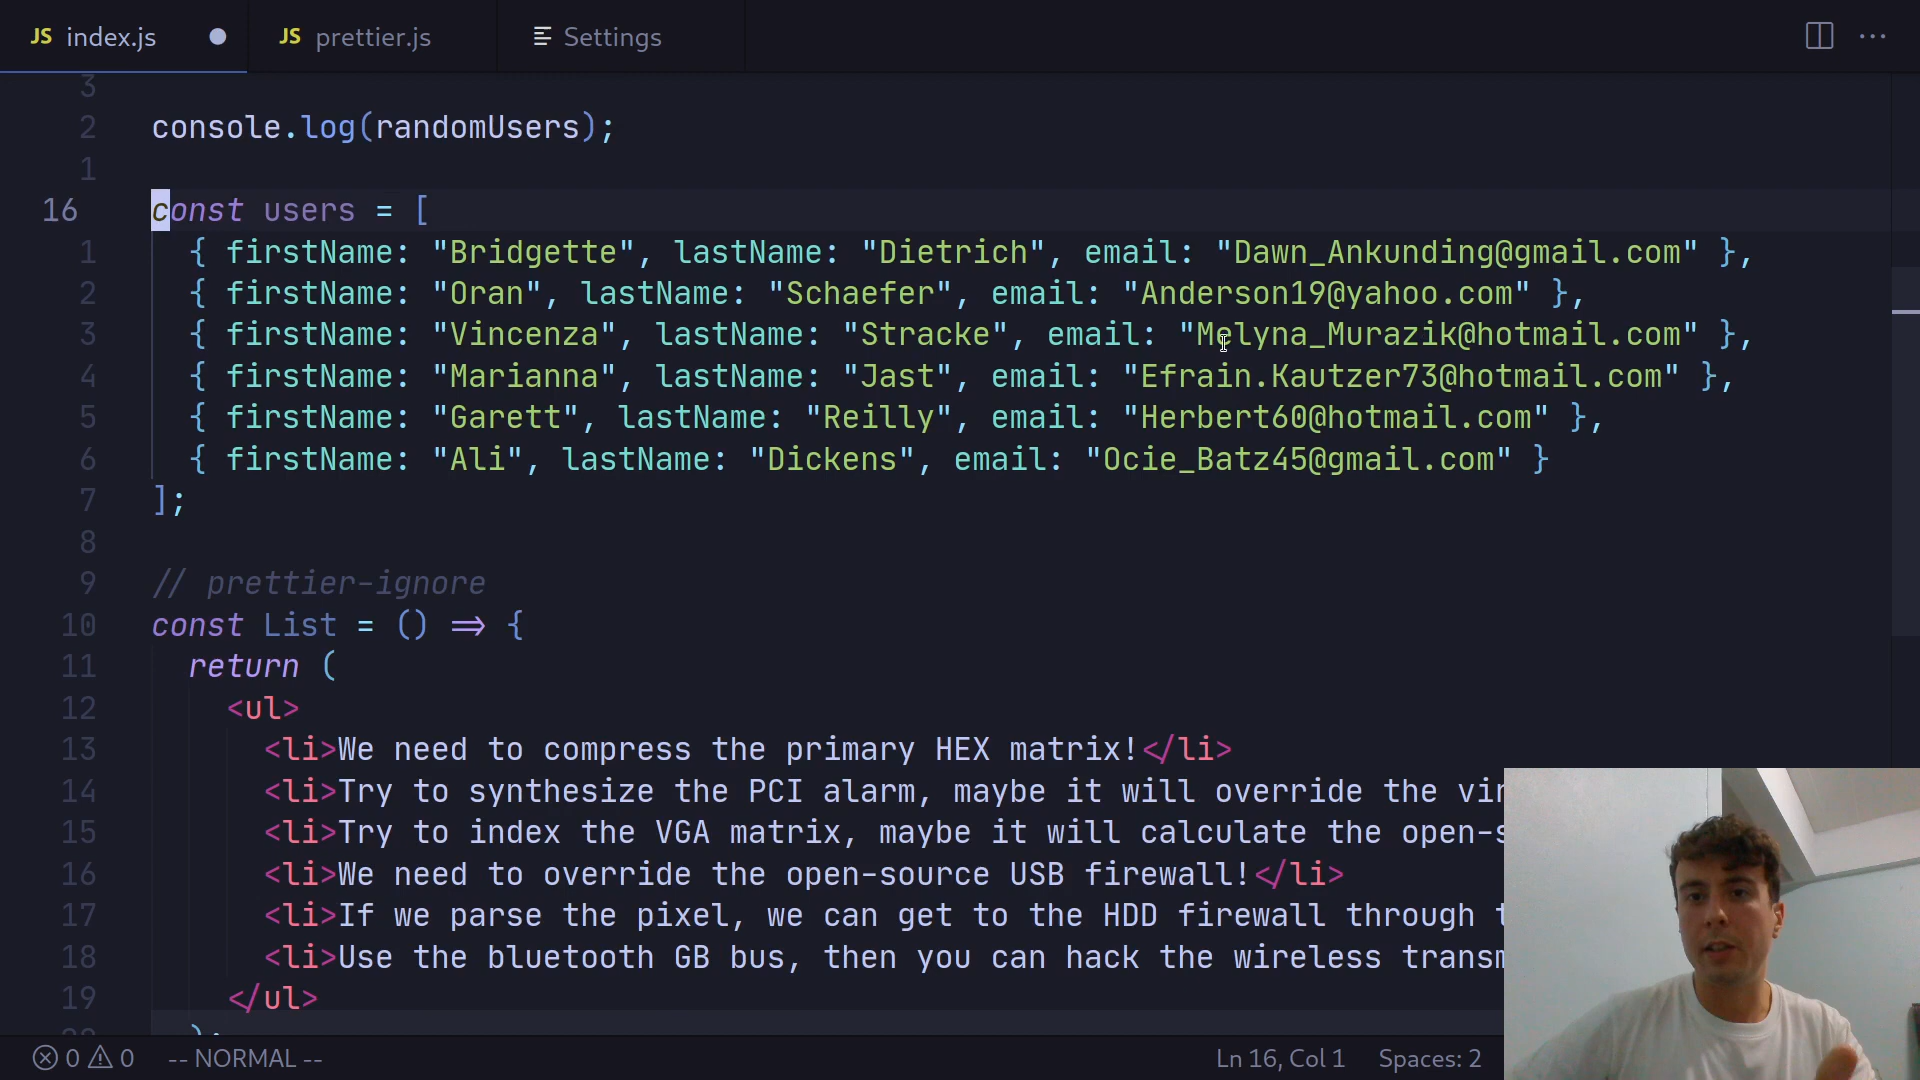 JS index.js JS prettier.js Settings
3
2 console.log(randomUsers);
1
16 const users = [
1 { firstName: "Bridgette", lastName: "Dietrich", email: "Dawn_Ankunding@gmail.com" },
2 { firstName: "Oran", lastName: "Schaefer", email: "Anderson19@yahoo.com" },
3 { firstName: "Vincenza", lastName: "Stracke", email: "Melyna_Murazik@hotmail.com" },
4 { firstName: "Marianna", lastName: "Jast", email: "Efrain.Kautzer73@hotmail.com" },
5 { firstName: "Garett", lastName: "Reilly", email: "Herbert60@hotmail.com" },
6 { firstName: "Ali", lastName: "Dickens", email: "Ocie_Batz45@gmail.com" }
7 ];
8
9 // prettier-ignore
10 const List = () => {
11 return (
12 <ul>
13 <li>We need to compress the primary HEX matrix!</li>
14 <li>Try to synthesize the PCI alarm, maybe it will override the
15 <li>Try to index the VGA matrix, maybe it will calculate the
16 <li>We need to override the open-source USB firewall!</li>
17 <li>If we parse the pixel, we can get to the HDD firewall through
18 <li>Use the bluetooth GB bus, then you can hack the wireless
19 </ul>
);
0 0 -- NORMAL -- Ln 16, Col 1 Spaces: 2